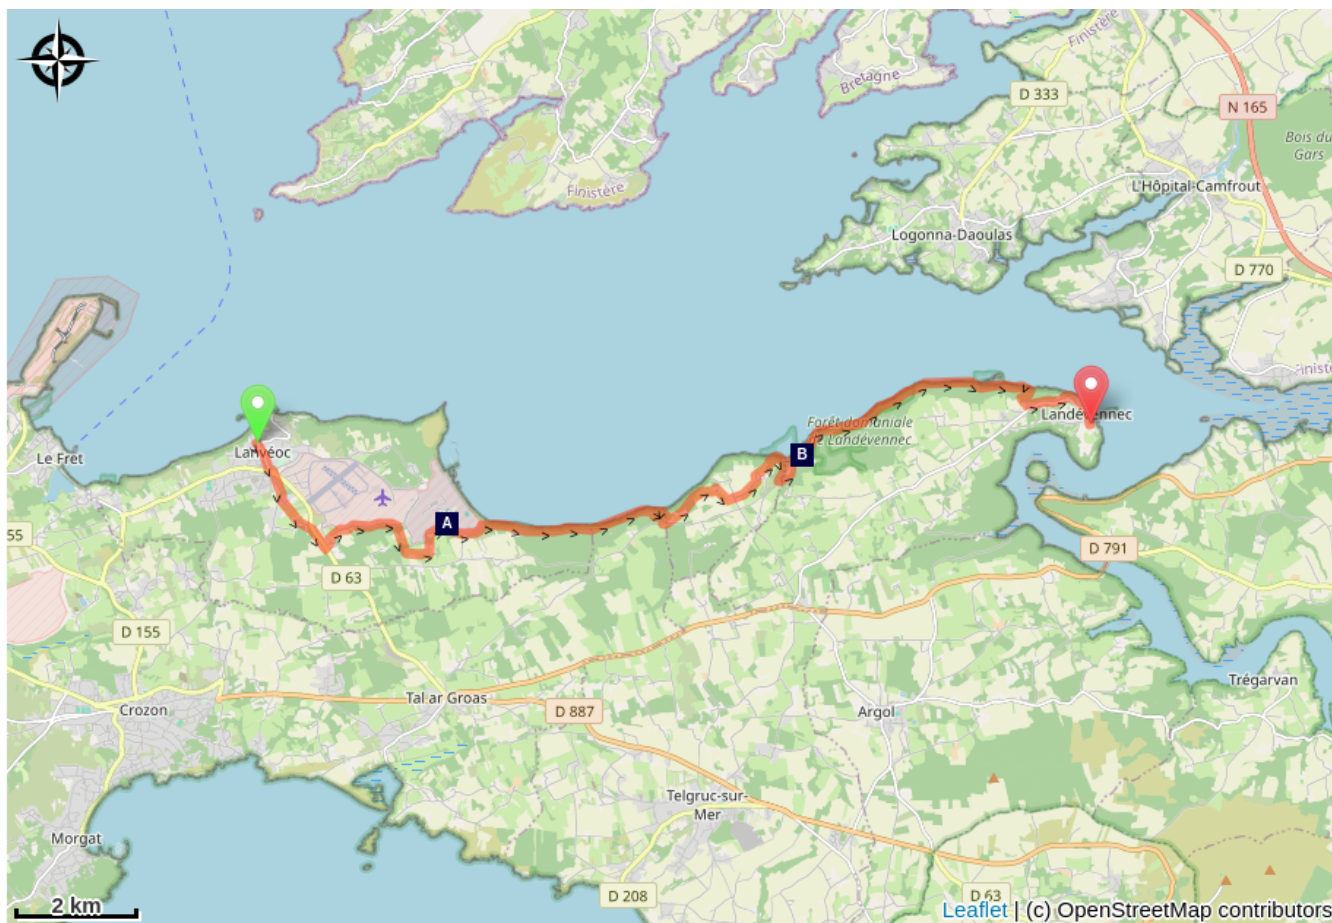 Finistère
D 333
N 165
Bretagne
Bois du
Gars
Finistère
L'Hôpital-Camfrout
Logonna-Daoulas
D 770
Landévennec
Lanvéoc
Forêt domaniale
de Landévennec
Le Fret
B
A
55
D 791
D 63
D 155
Trégarvan
Tal ar Groas
Crozon
D 887
Argol
Telgruc-sur-
Mer
Morgat
D 208
D 63
2 km
Leaflet | (c) OpenStreetMap contributors